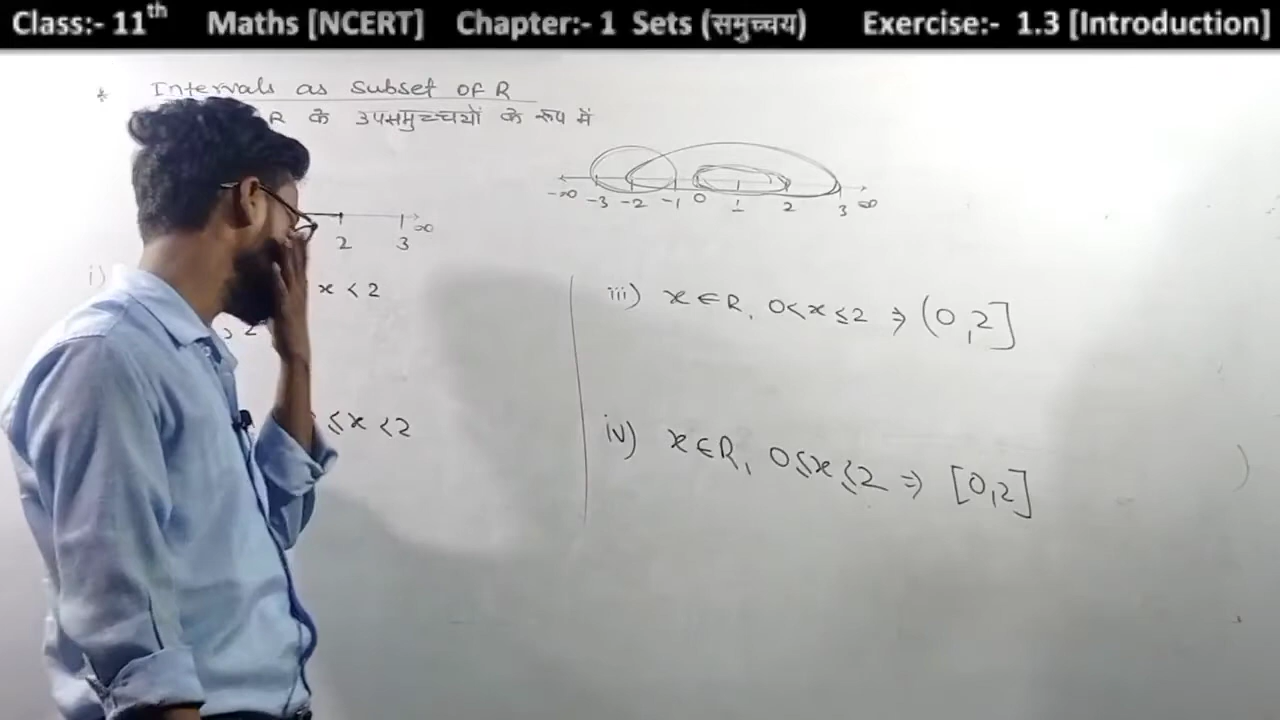 Class:- 11th Maths [NCERT] Chapter:- 1 Sets (समुच्चय) Exercise:- 1.3 [Introduction]
* Intervals as subset of R
R के उपसमुच्चयों के रूप में
-∞ -3 -2 -1 0 1 2 3 ∞
2 3 ∞
i) x < 2
, 2
≤ x < 2
iii) x ∈ R, 0 < x ≤ 2 ⇒ (0, 2]
iv) x ∈ R, 0 ≤ x ≤ 2 ⇒ [0, 2]
)